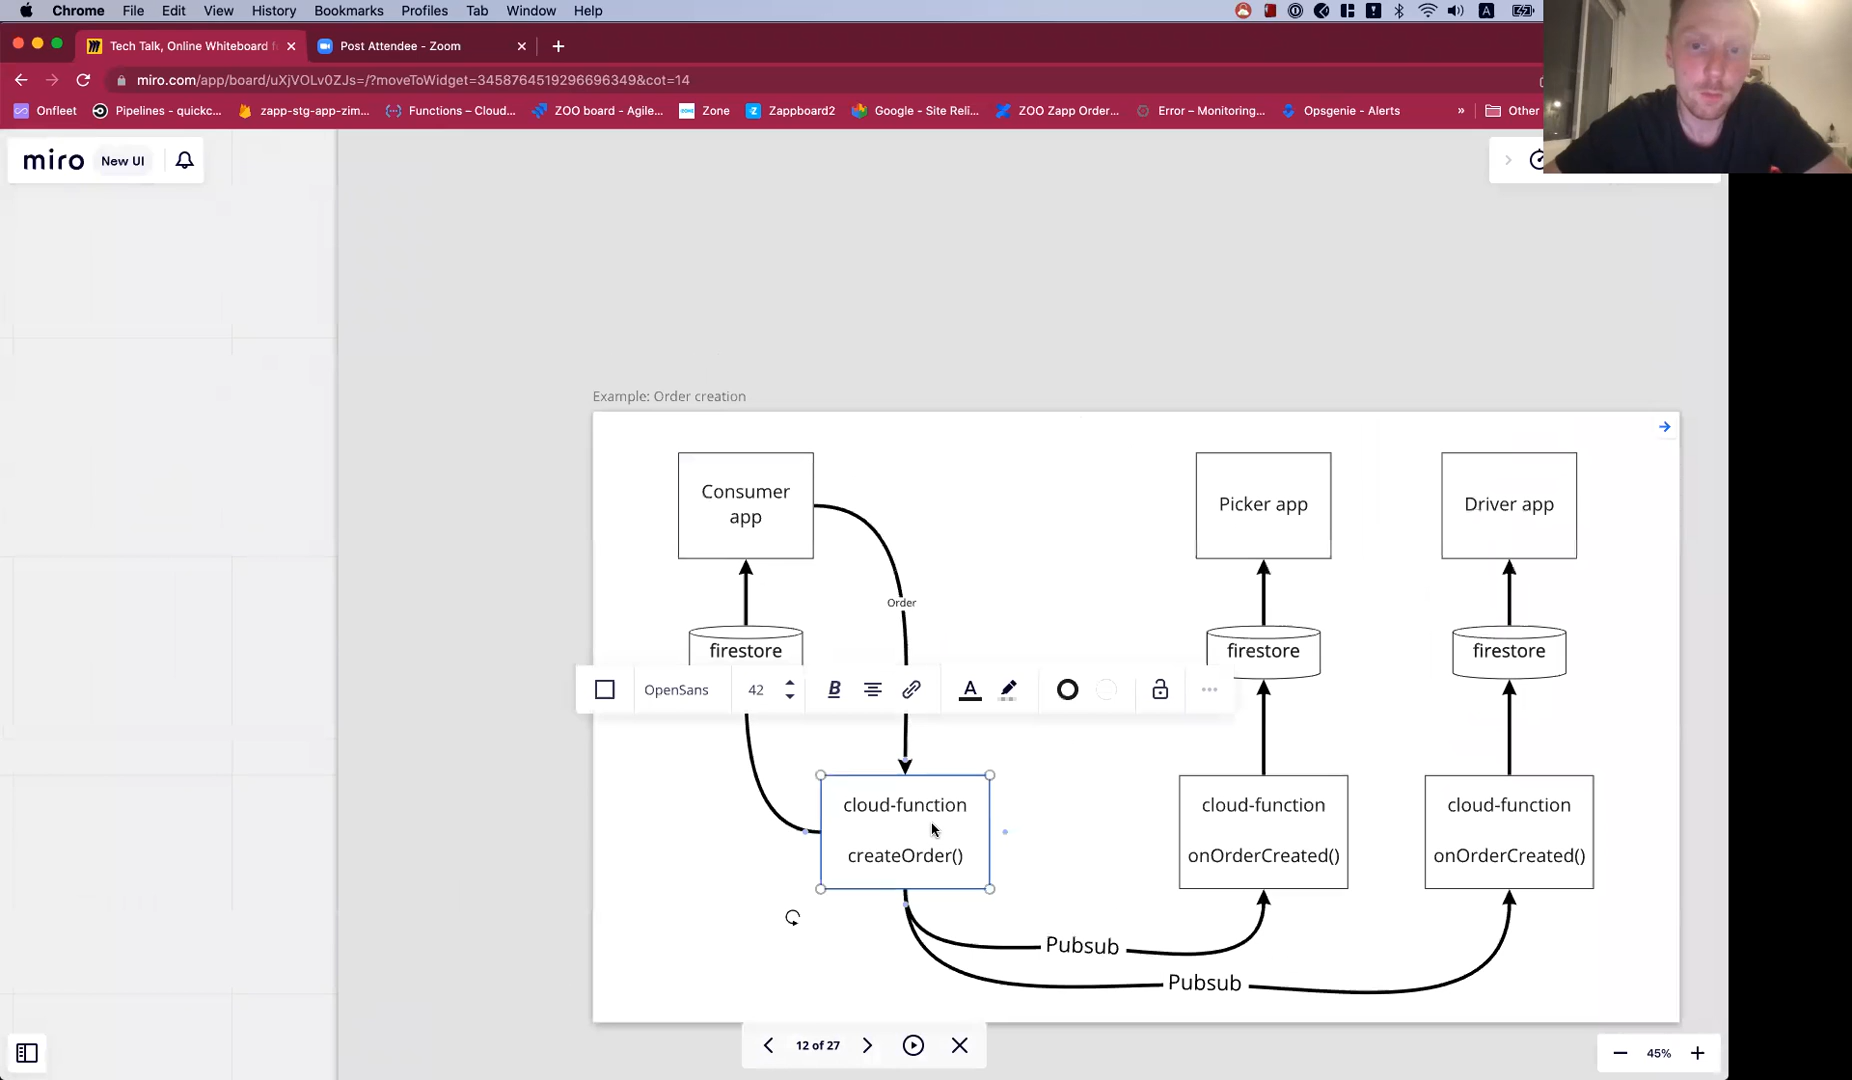 Chrome File Edit View History Bookmarks Profiles Tab Window Help
Tech Talk, Online Whiteboard f
Post Attendee - Zoom
miro.com/app/board/uXjVOLv0ZJs=/?moveToWidget=3458764519296696349&cot=14
Onfleet
Pipelines - quickc...
zapp-stg-app-zim...
Functions – Cloud...
ZOO board - Agile...
Zone
Zappboard2
Google - Site Reli...
ZOO Zapp Order...
Error – Monitoring...
Opsgenie - Alerts
» Other
miro New UI
Example: Order creation
Consumer
app
Picker app
Driver app
Order
firestore
firestore
firestore
OpenSans 42 B A
cloud-function
createOrder()
cloud-function
onOrderCreated()
cloud-function
onOrderCreated()
Pubsub
Pubsub
12 of 27
45%